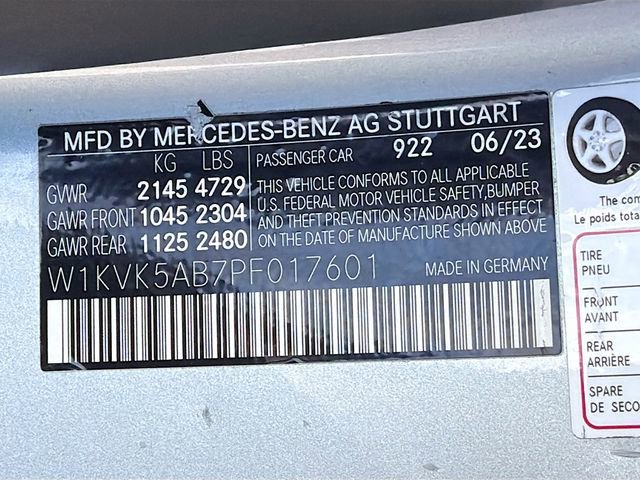 MFD BY MERCEDES-BENZ AG STUTTGART
KG LBS PASSENGER CAR 922 06/23
GVWR 2145 4729
GAWR FRONT 1045 2304
GAWR REAR 1125 2480
THIS VEHICLE CONFORMS TO ALL APPLICABLE
U.S. FEDERAL MOTOR VEHICLE SAFETY, BUMPER
AND THEFT PREVENTION STANDARDS IN EFFECT
ON THE DATE OF MANUFACTURE SHOWN ABOVE
W1KVK5AB7PF017601 MADE IN GERMANY
The com
Le poids total
TIRE
PNEU
FRONT
AVANT
REAR
ARRIÈRE
SPARE
DE SECO